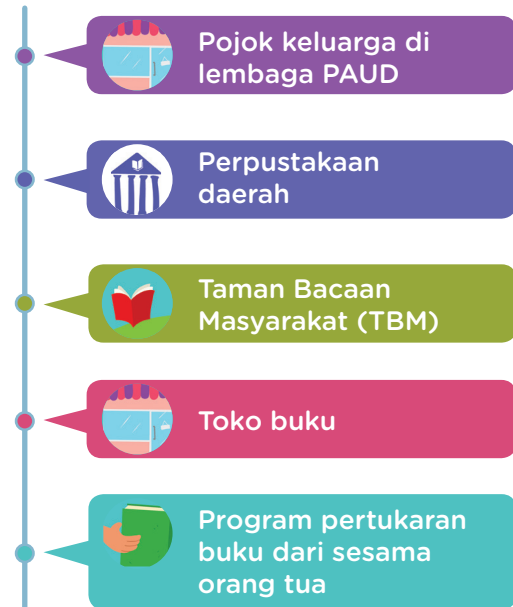 Pojok keluarga di
lembaga PAUD
Perpustakaan
daerah
Taman Bacaan
Masyarakat (TBM)
Toko buku
Program pertukaran
buku dari sesama
orang tua